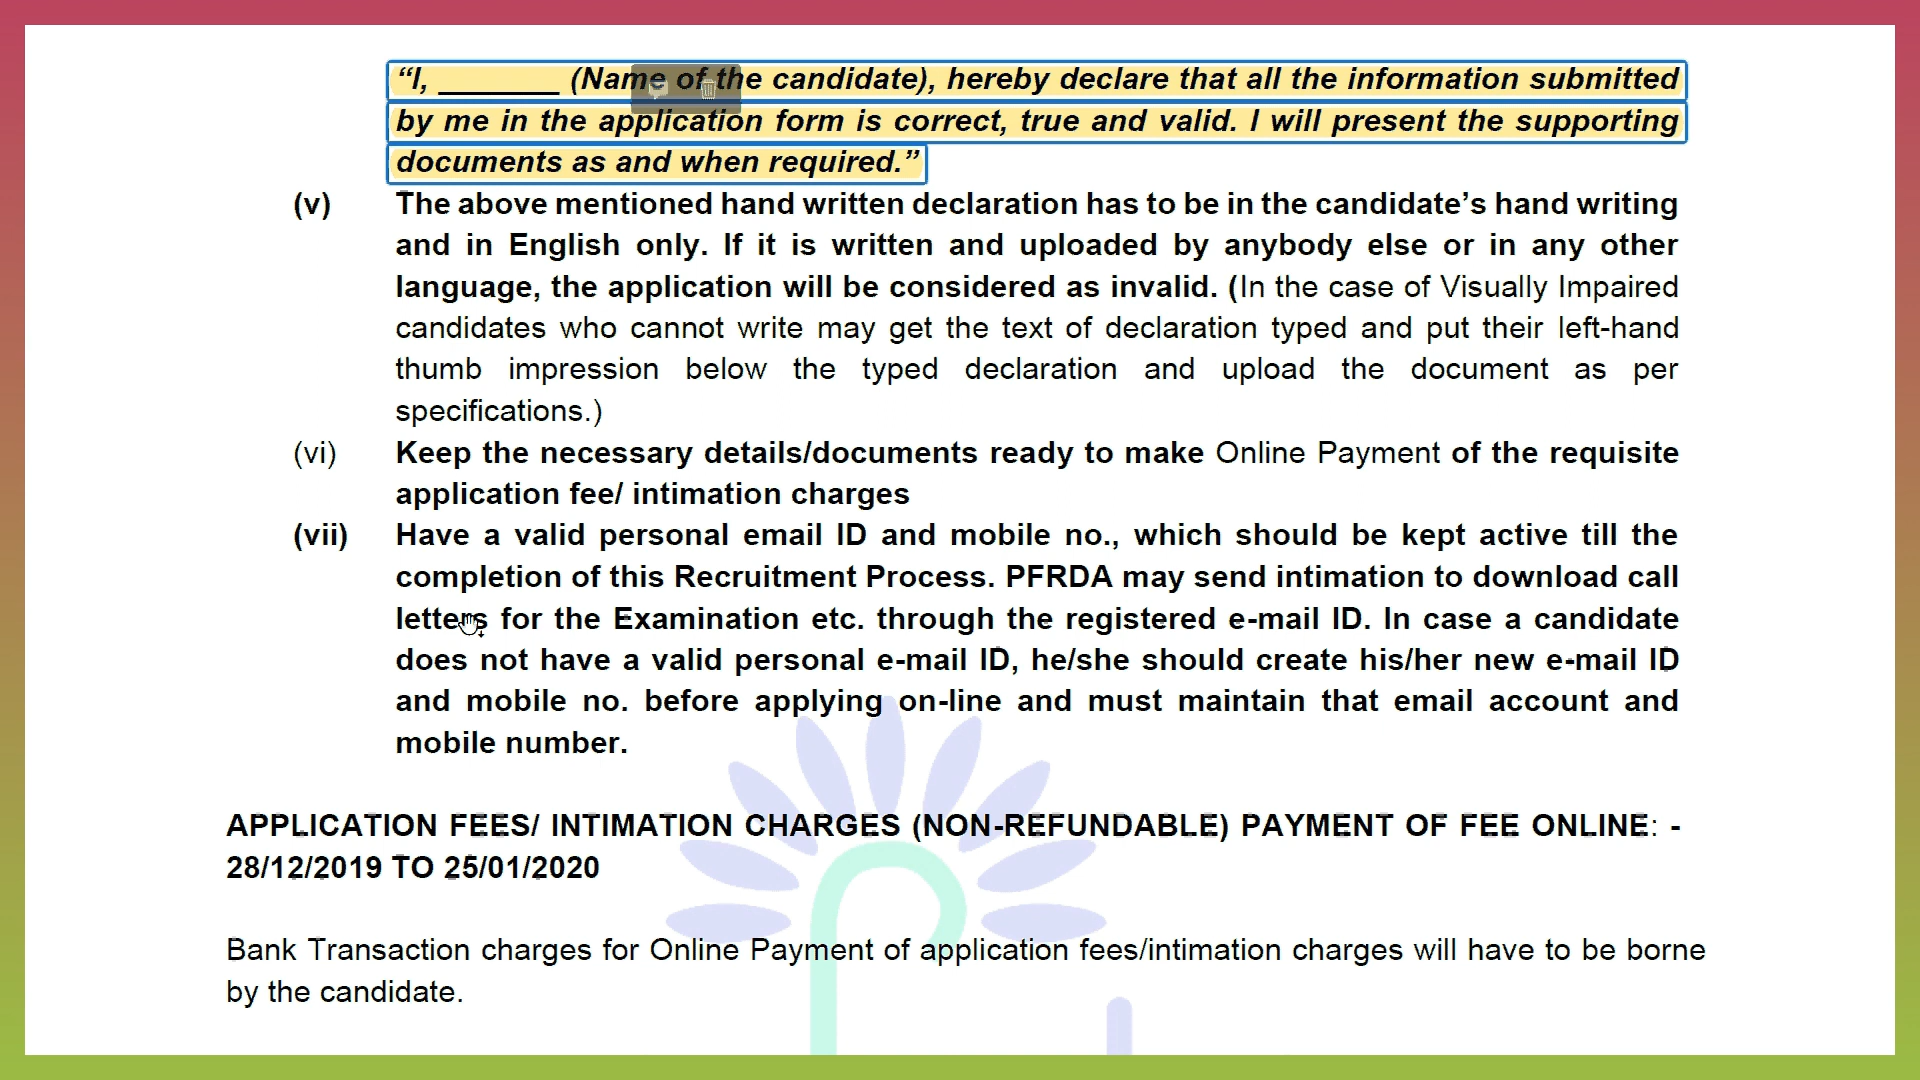 “I, _______ (Name of the candidate), hereby declare that all the information submitted
by me in the application form is correct, true and valid. I will present the supporting
documents as and when required.”
(v) The above mentioned hand written declaration has to be in the candidate’s hand writing
and in English only. If it is written and uploaded by anybody else or in any other
language, the application will be considered as invalid. (In the case of Visually Impaired
candidates who cannot write may get the text of declaration typed and put their left-hand
thumb impression below the typed declaration and upload the document as per
specifications.)
(vi) Keep the necessary details/documents ready to make Online Payment of the requisite
application fee/ intimation charges
(vii) Have a valid personal email ID and mobile no., which should be kept active till the
completion of this Recruitment Process. PFRDA may send intimation to download call
letters for the Examination etc. through the registered e-mail ID. In case a candidate
does not have a valid personal e-mail ID, he/she should create his/her new e-mail ID
and mobile no. before applying on-line and must maintain that email account and
mobile number.
APPLICATION FEES/ INTIMATION CHARGES (NON-REFUNDABLE) PAYMENT OF FEE ONLINE: -
28/12/2019 TO 25/01/2020
Bank Transaction charges for Online Payment of application fees/intimation charges will have to be borne
by the candidate.